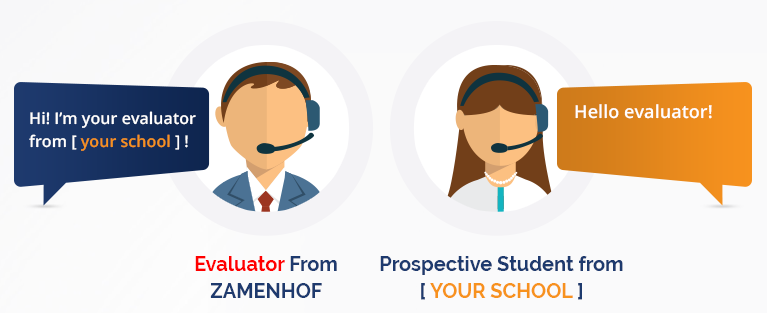 Hi! I'm your evaluator
from [ your school ] !
Hello evaluator!
Evaluator From
ZAMENHOF
Prospective Student from
[ YOUR SCHOOL ]